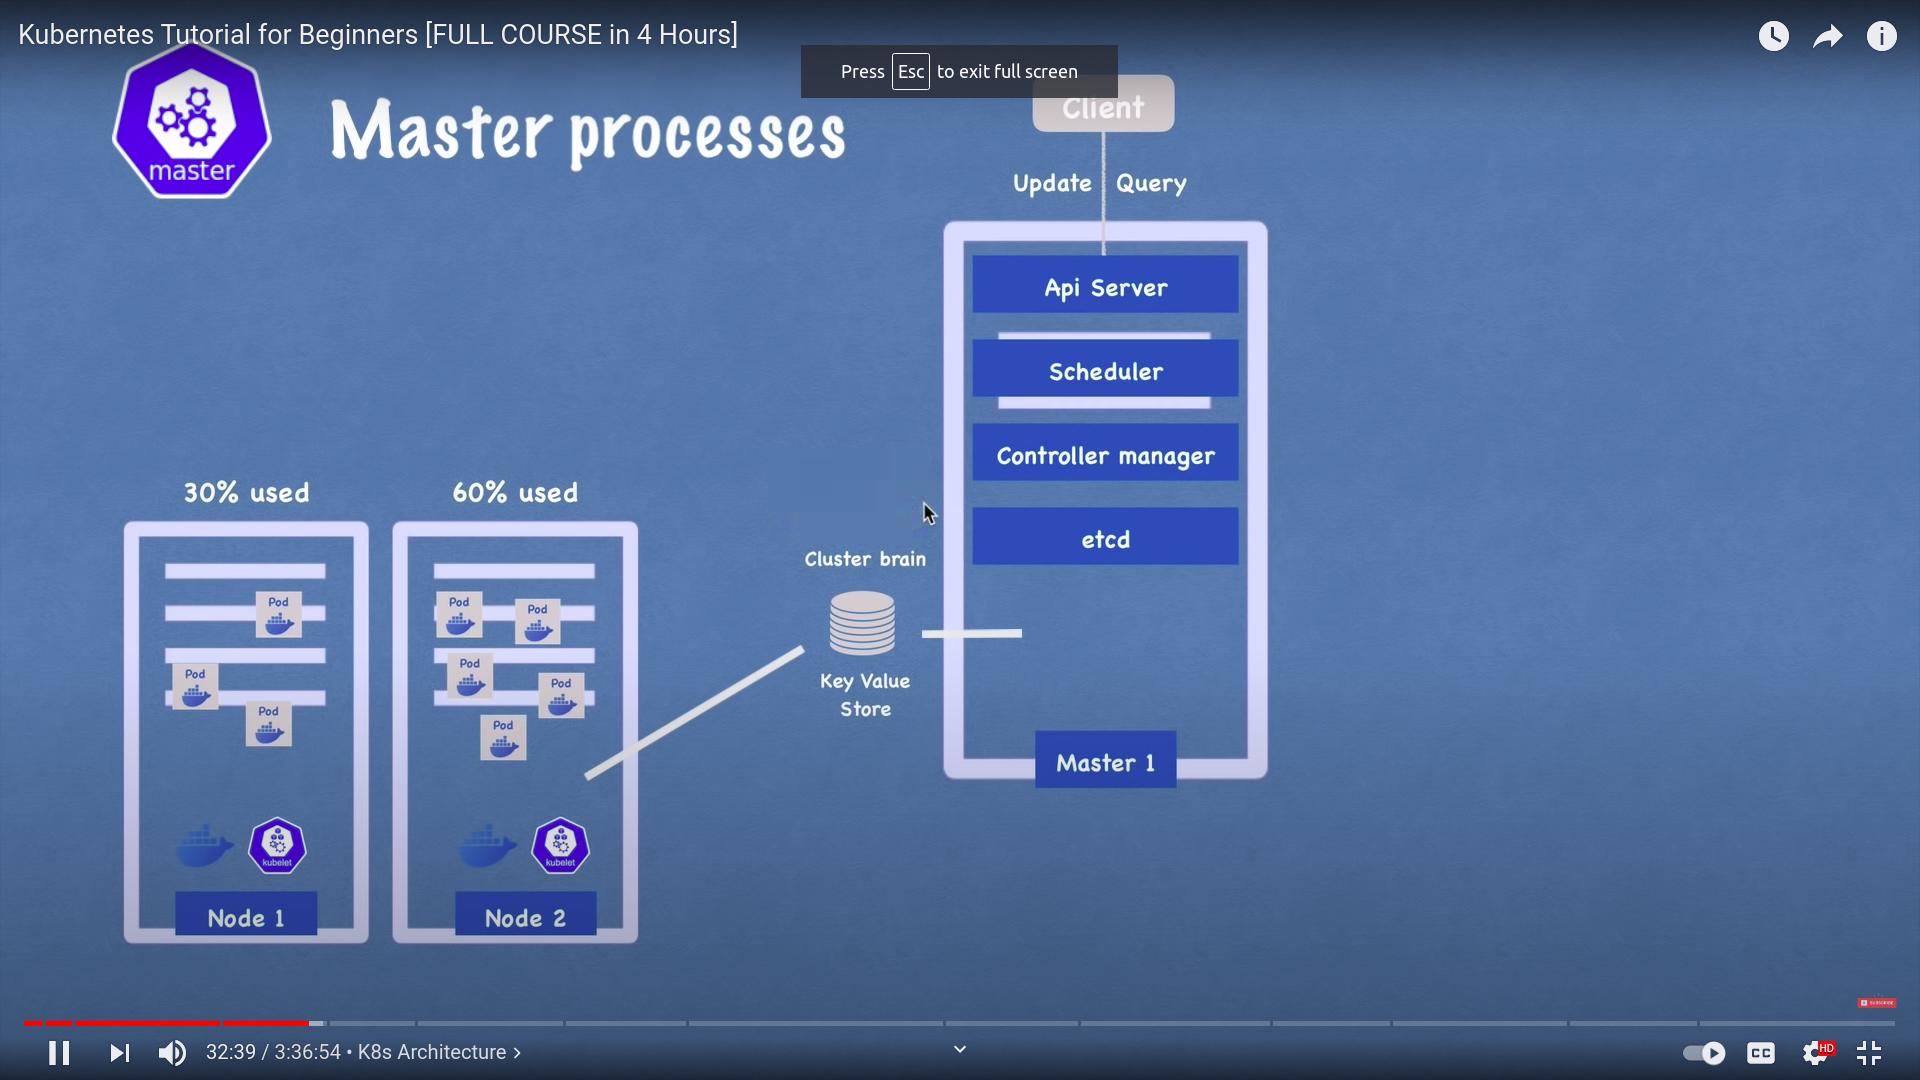 Kubernetes Tutorial for Beginners [FULL COURSE in 4 Hours]
Press Esc to exit full screen
master
Master processes
Client
Update Query
Api Server
Scheduler
Controller manager
etcd
Master 1
Cluster brain
Key Value
Store
30% used
Pod
Pod
Pod
kubelet
Node 1
60% used
Pod
Pod
Pod
Pod
Pod
kubelet
Node 2
SUBSCRIBE
32:39 / 3:36:54 • K8s Architecture
CC
HD